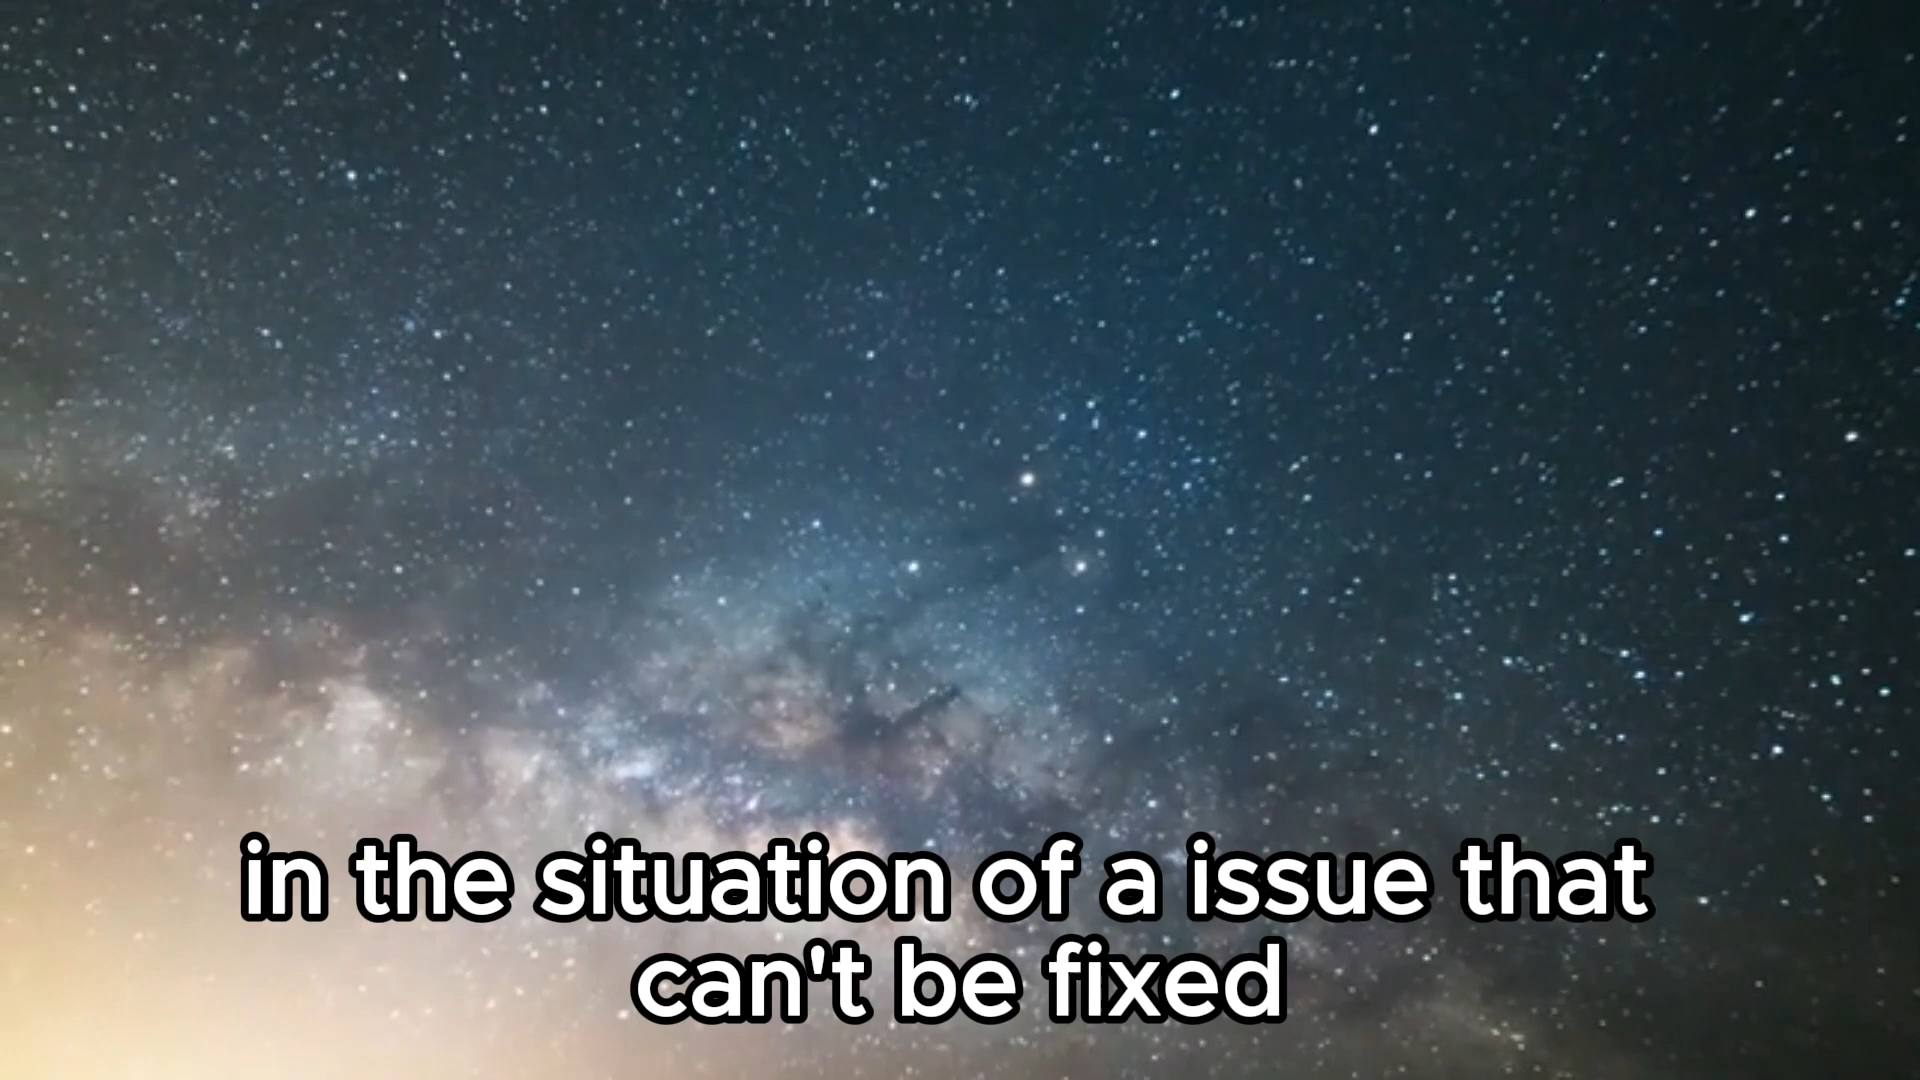 in the situation of a issue that
can't be fixed